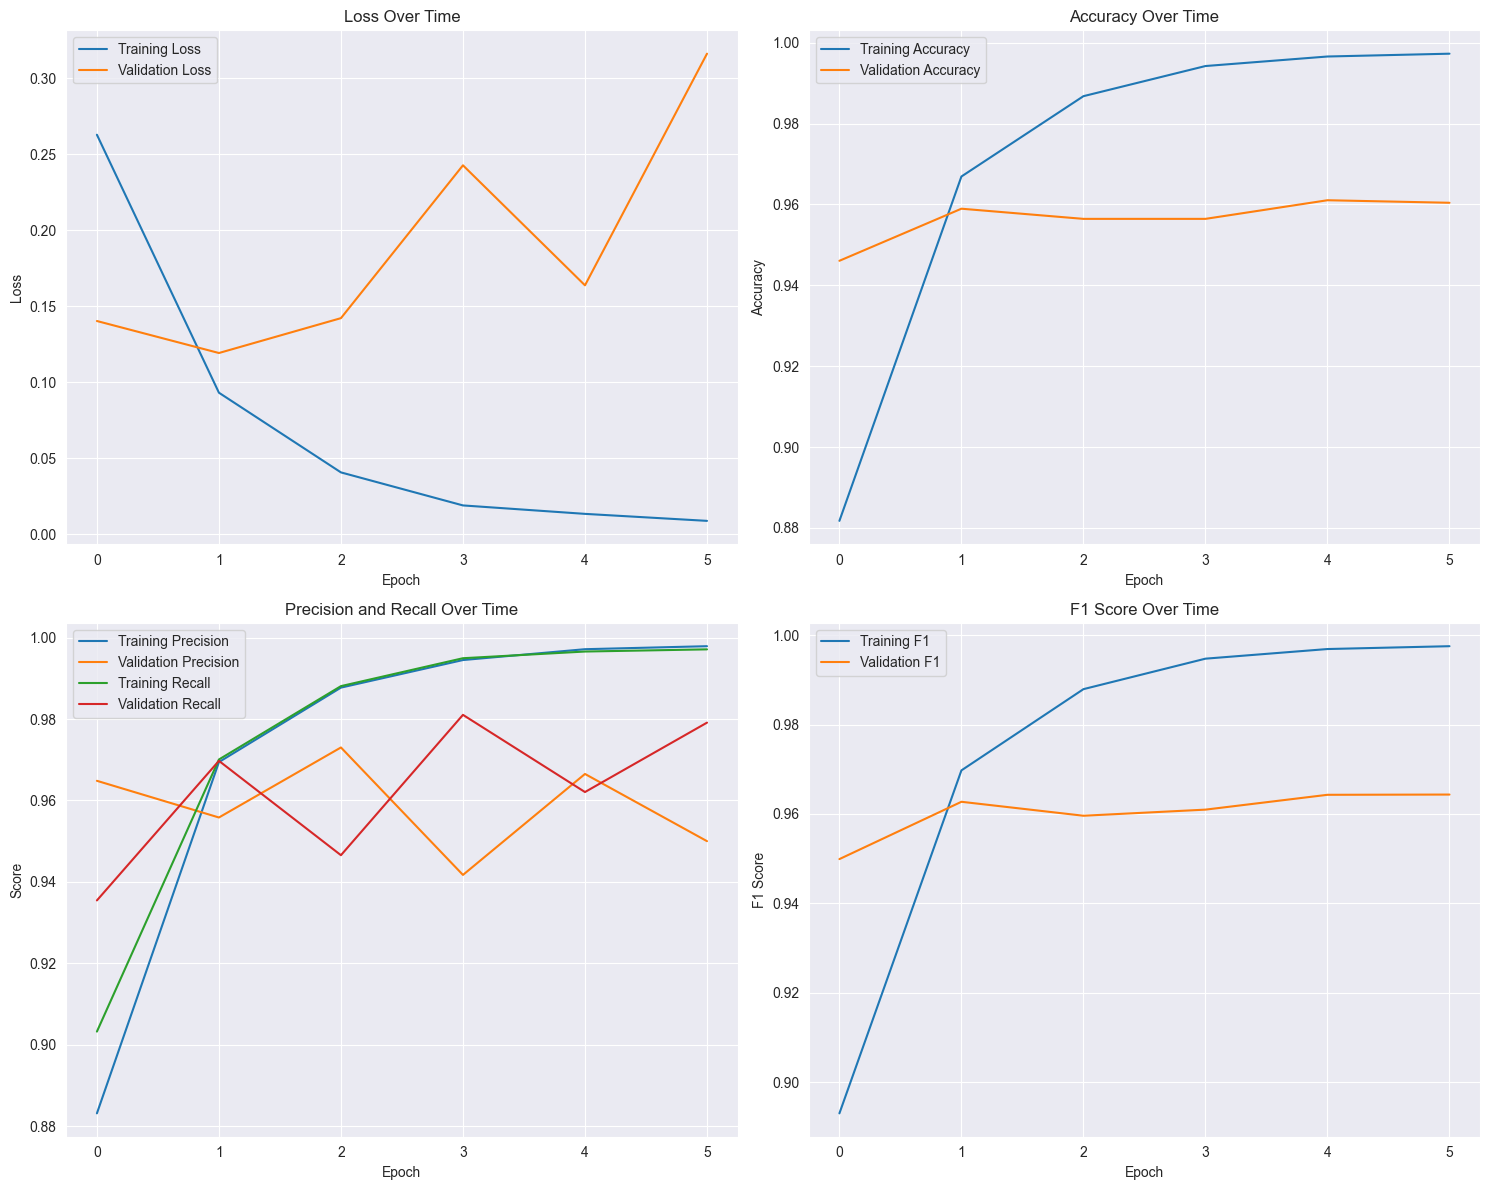 Loss Over Time
Training Loss
Validation Loss
0.30
0.25
0.20
0.15
0.10
0.05
0.00
Loss
0 1 2 3 4 5
Epoch
Accuracy Over Time
Training Accuracy
Validation Accuracy
1.00
0.98
0.96
0.94
0.92
0.90
0.88
Accuracy
0 1 2 3 4 5
Epoch
Precision and Recall Over Time
Training Precision
Validation Precision
Training Recall
Validation Recall
1.00
0.98
0.96
0.94
0.92
0.90
0.88
Score
0 1 2 3 4 5
Epoch
F1 Score Over Time
Training F1
Validation F1
1.00
0.98
0.96
0.94
0.92
0.90
F1 Score
0 1 2 3 4 5
Epoch